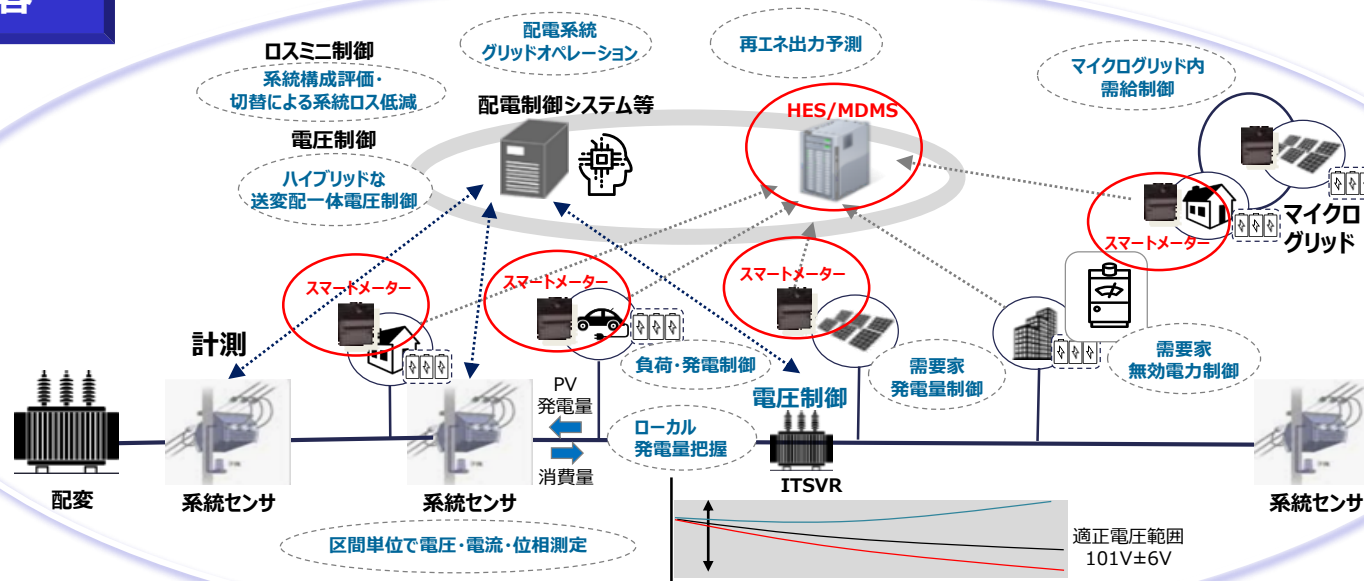 配電系統
グリッドオペレーション
再エネ出力予測
ロスミニ制御
系統構成評価・
切替による系統ロス低減
マイクログリッド内
需給制御
配電制御システム等
HES/MDMS
電圧制御
ハイブリッドな
送変配一体電圧制御
マイクロ
グリッド
スマートメーター
スマートメーター
スマートメーター
スマートメーター
計測
負荷・発電制御
需要家
発電量制御
需要家
無効電力制御
PV
発電量
消費量
電圧制御
ローカル
発電量把握
ITSVR
配変
系統センサ
系統センサ
系統センサ
区間単位で電圧・電流・位相測定
適正電圧範囲
101V±6V